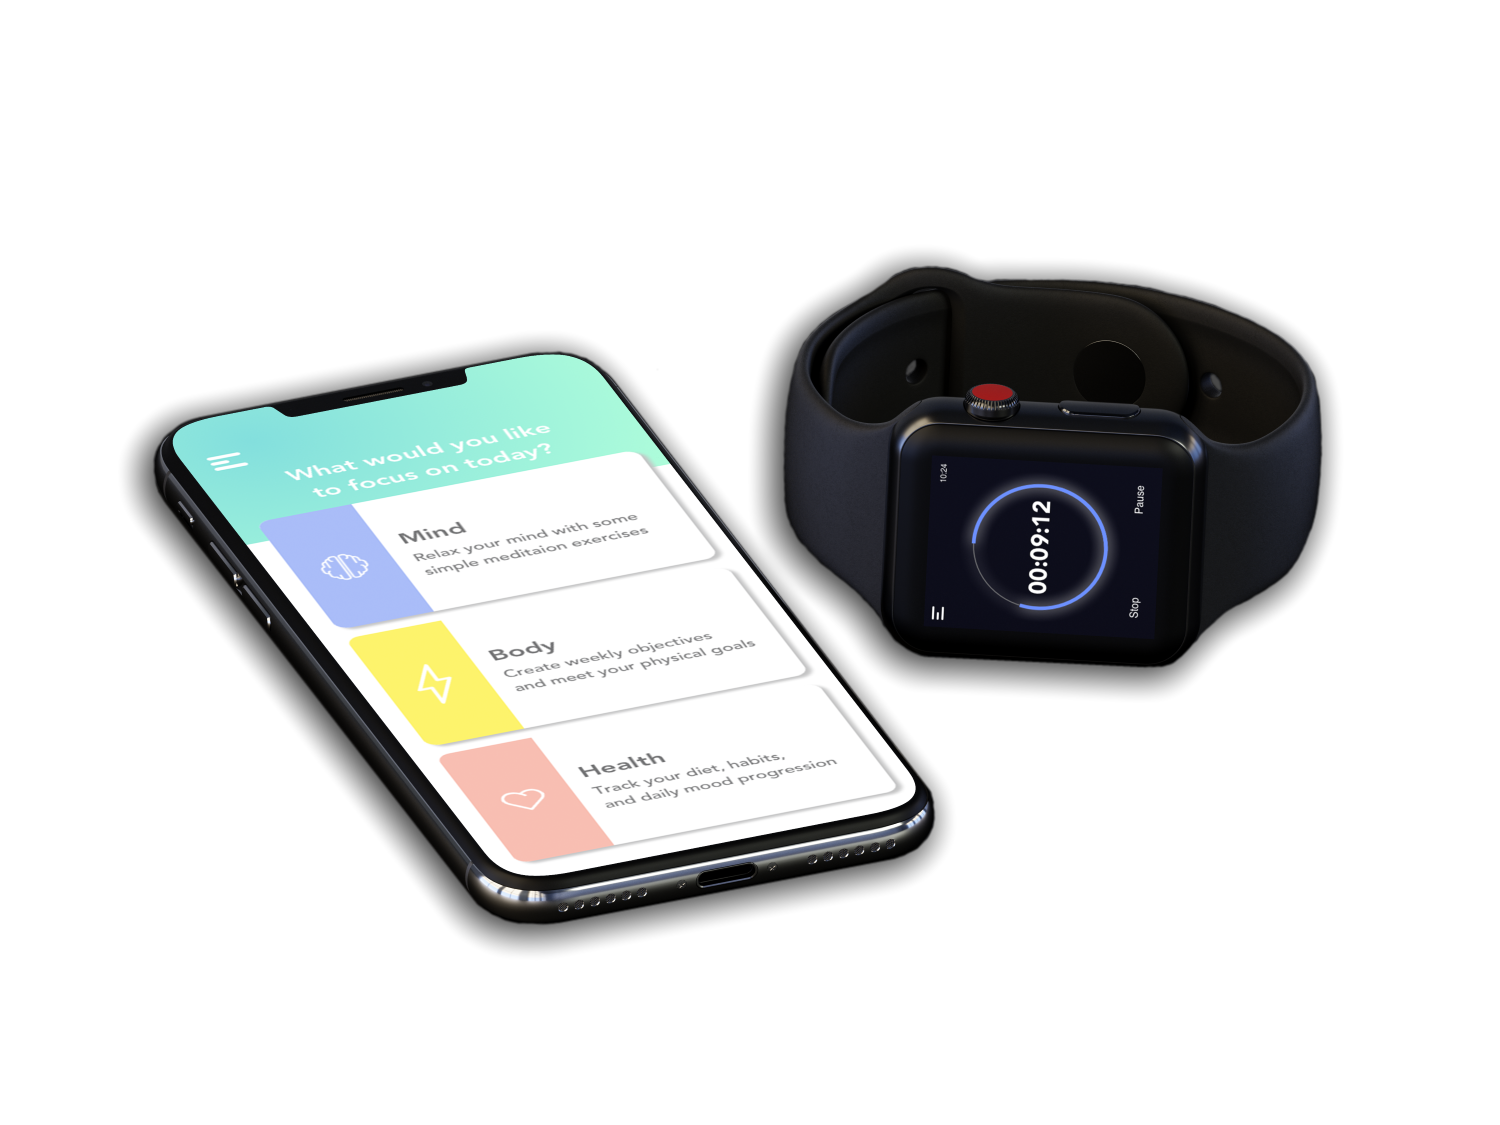 What would you like
to focus on today?
Mind
Relax your mind with some
simple meditaion exercises
Body
Create weekly objectives
and meet your physical goals
Health
Track your diet, habits,
and daily mood progression
10:24
00:09:12
Stop
Pause